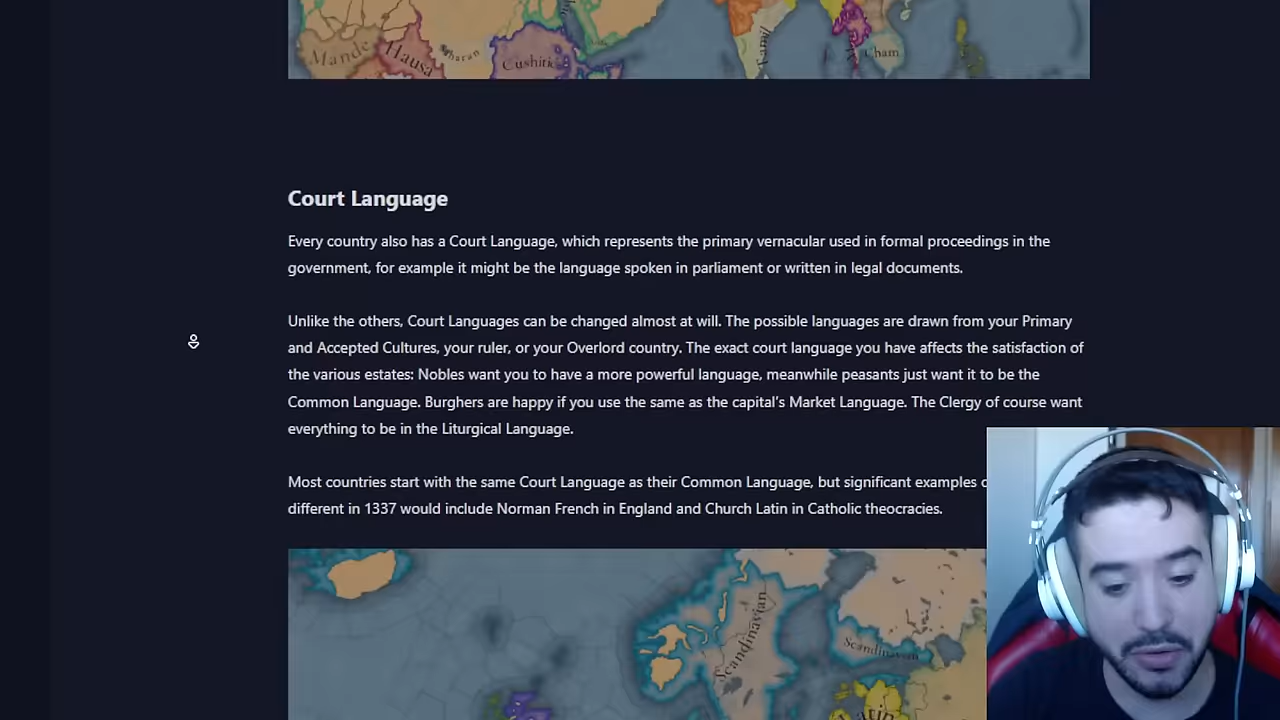 Mande
Hausa
Cushitic
Tamil
Cham
Court Language
Every country also has a Court Language, which represents the primary vernacular used in formal proceedings in the
government, for example it might be the language spoken in parliament or written in legal documents.
Unlike the others, Court Languages can be changed almost at will. The possible languages are drawn from your Primary
and Accepted Cultures, your ruler, or your Overlord country. The exact court language you have affects the satisfaction of
the various estates: Nobles want you to have a more powerful language, meanwhile peasants just want it to be the
Common Language. Burghers are happy if you use the same as the capital’s Market Language. The Clergy of course want
everything to be in the Liturgical Language.
Most countries start with the same Court Language as their Common Language, but significant examples
different in 1337 would include Norman French in England and Church Latin in Catholic theocracies.
Scandinavian
Scandinavian